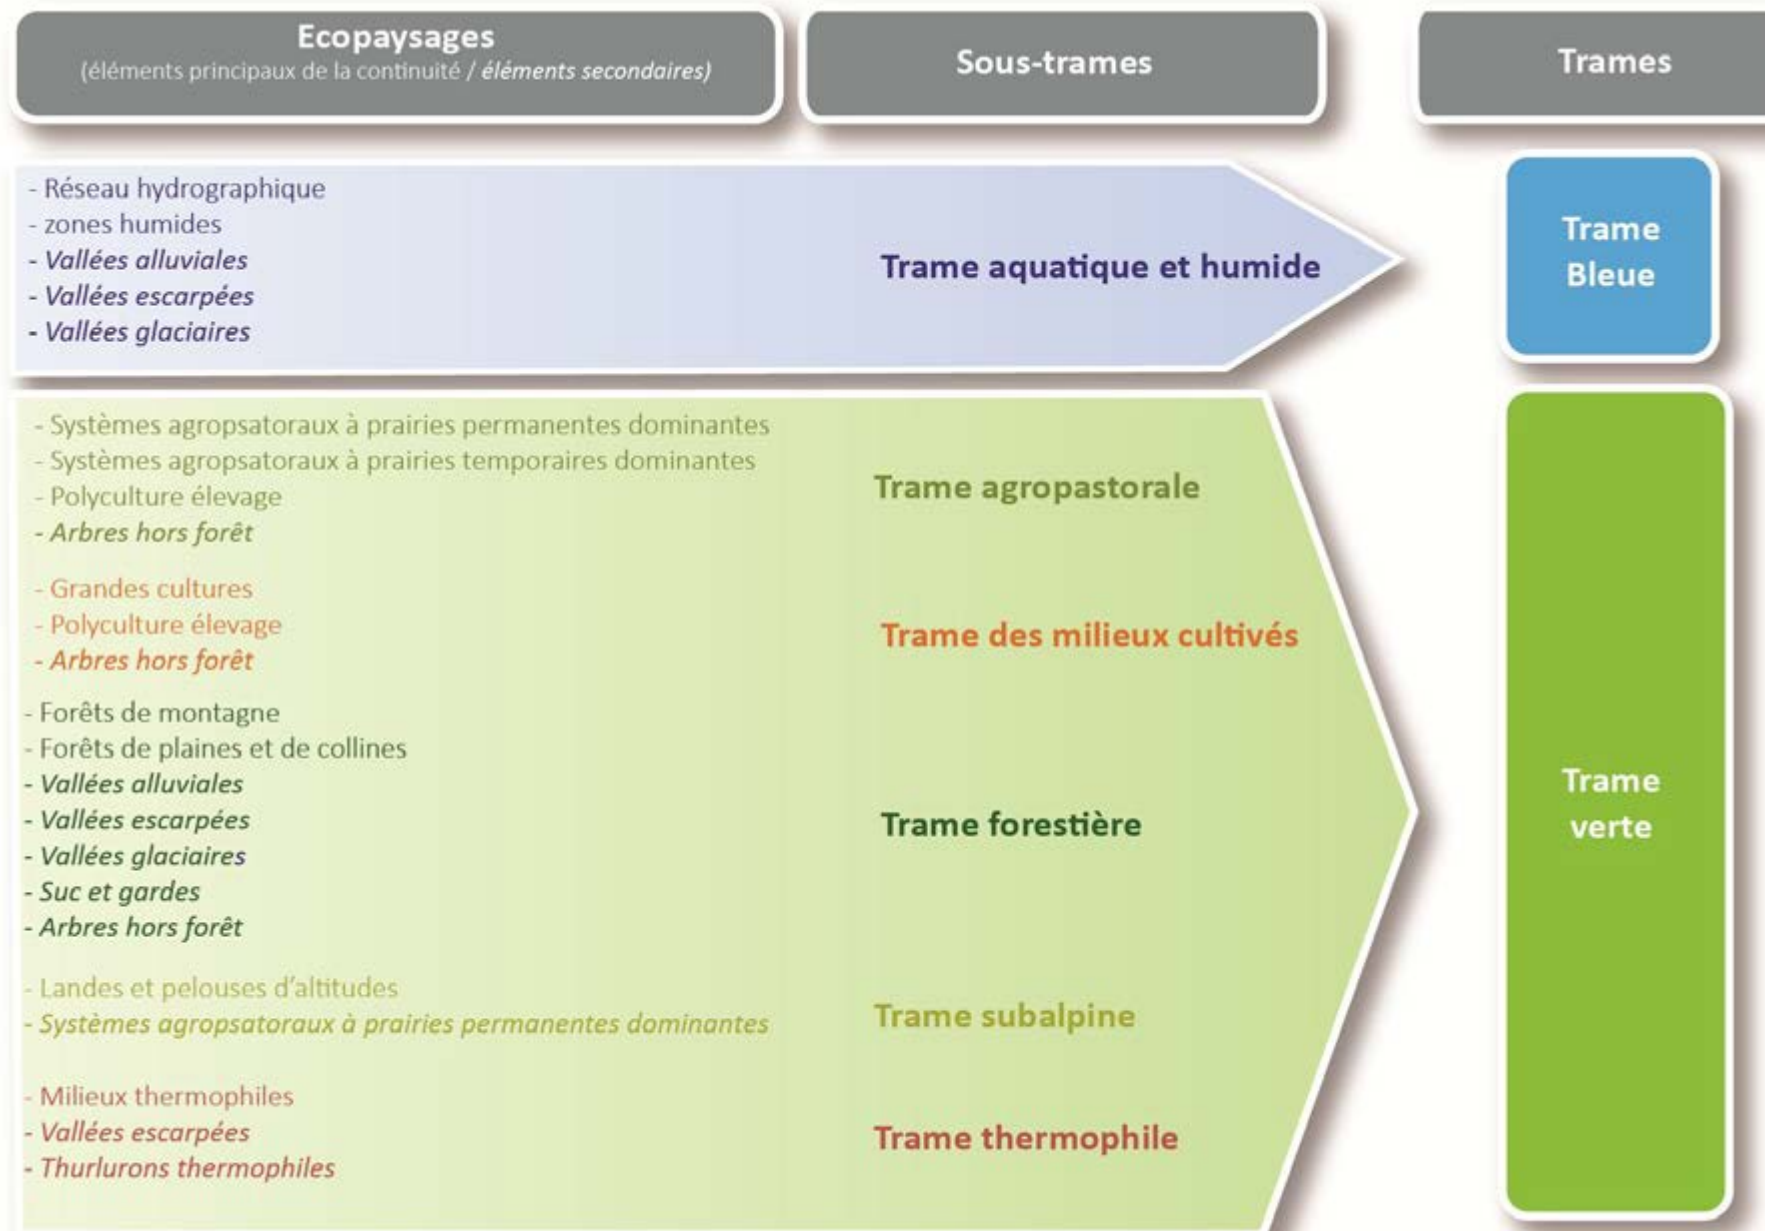 Ecopaysages
(éléments principaux de la continuité / éléments secondaires)
Sous-trames
Trames
- Réseau hydrographique
- zones humides
- Vallées alluviales
- Vallées escarpées
- Vallées glaciaires
Trame aquatique et humide
Trame
Bleue
- Systèmes agropsatoraux à prairies permanentes dominantes
- Systèmes agropsatoraux à prairies temporaires dominantes
- Polyculture élevage
- Arbres hors forêt
Trame agropastorale
- Grandes cultures
- Polyculture élevage
- Arbres hors forêt
Trame des milieux cultivés
- Forêts de montagne
- Forêts de plaines et de collines
- Vallées alluviales
- Vallées escarpées
- Vallées glaciaires
- Suc et gardes
- Arbres hors forêt
Trame forestière
- Landes et pelouses d'altitudes
- Systèmes agropsatoraux à prairies permanentes dominantes
Trame subalpine
- Milieux thermophiles
- Vallées escarpées
- Thurlurons thermophiles
Trame thermophile
Trame
verte